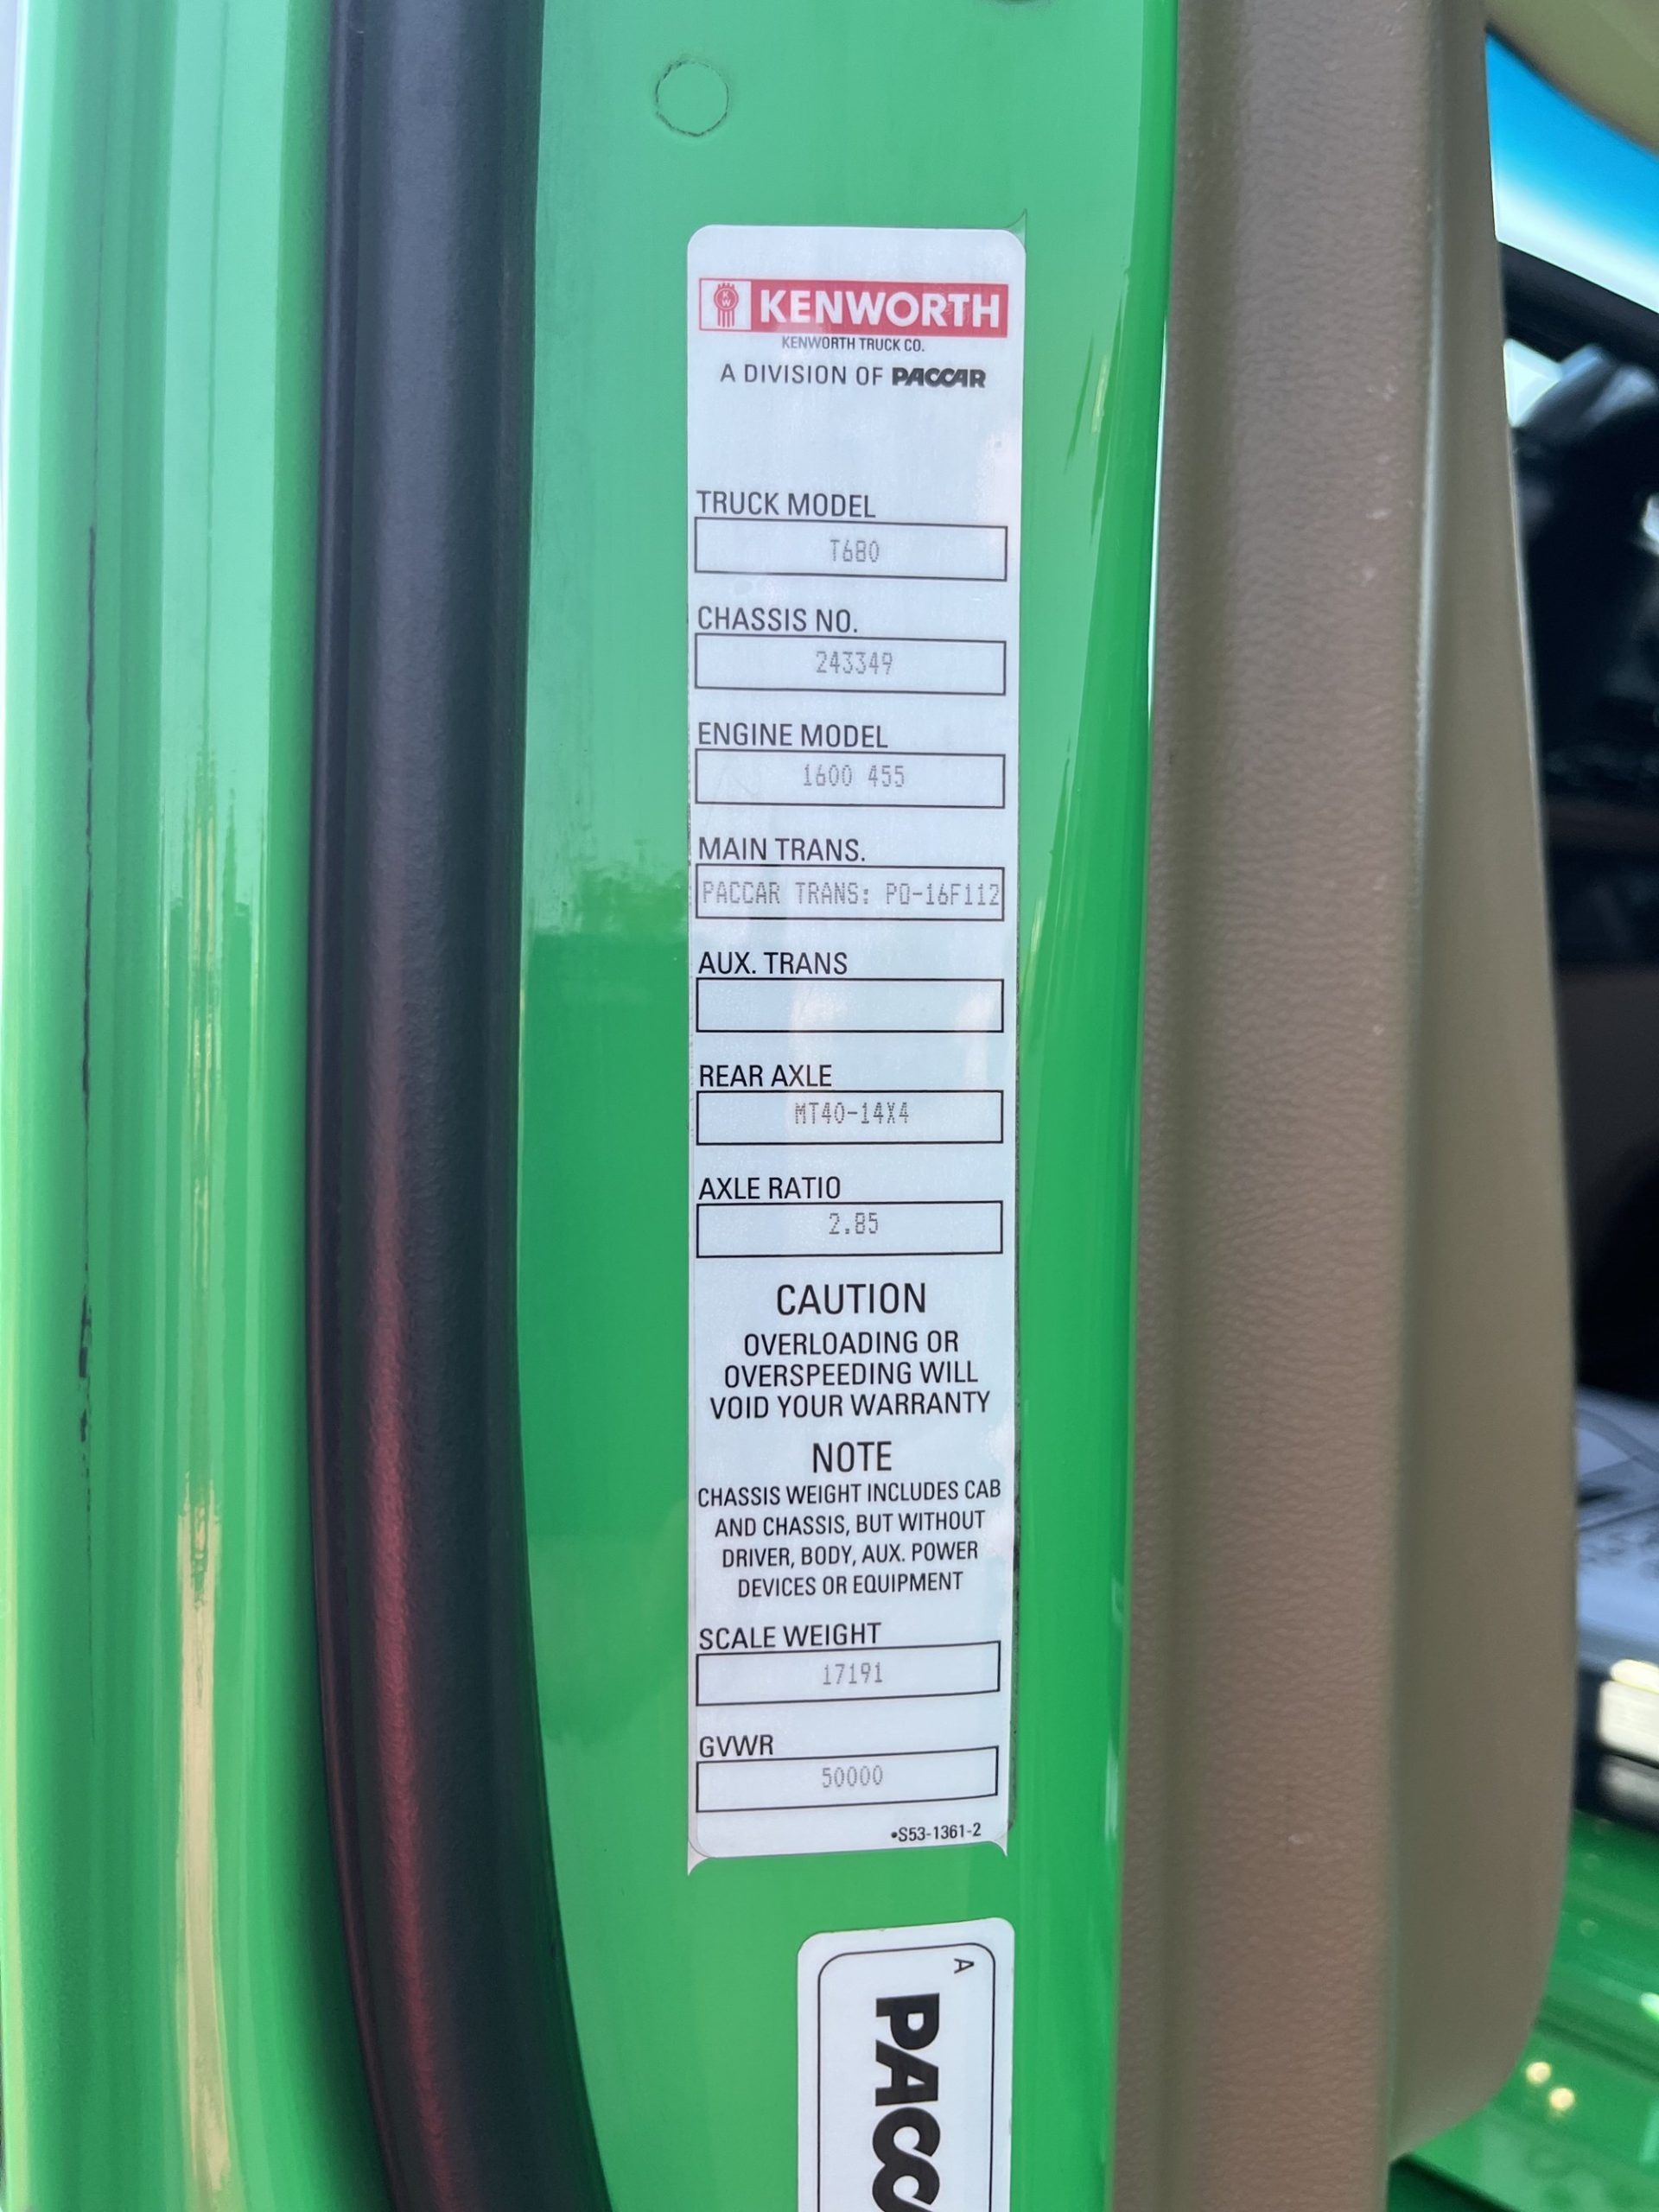 KW KENWORTH
KENWORTH TRUCK CO.
A DIVISION OF PACCAR
TRUCK MODEL
T680
CHASSIS NO.
243349
ENGINE MODEL
1600 455
MAIN TRANS.
PACCAR TRANS: PO-16F112
AUX. TRANS
REAR AXLE
MT40-14X4
AXLE RATIO
2.85
CAUTION
OVERLOADING OR
OVERSPEEDING WILL
VOID YOUR WARRANTY
NOTE
CHASSIS WEIGHT INCLUDES CAB
AND CHASSIS, BUT WITHOUT
DRIVER, BODY, AUX. POWER
DEVICES OR EQUIPMENT
SCALE WEIGHT
17191
GVWR
50000
•S53-1361-2
A
PACC